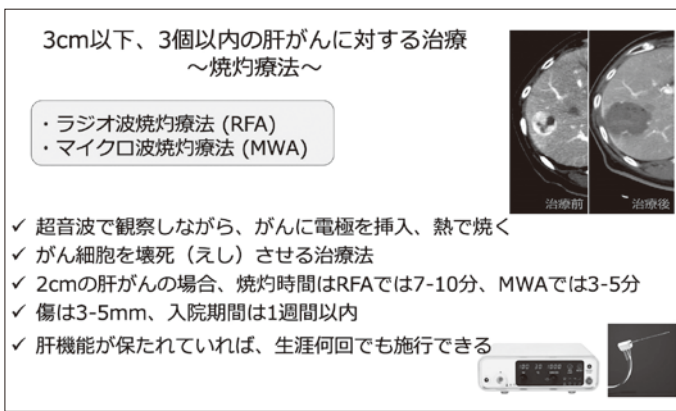 3cm以下、3個以内の肝がんに対する治療
～焼灼療法～
・ラジオ波焼灼療法 (RFA)
・マイクロ波焼灼療法 (MWA)
治療前
治療後
✓ 超音波で観察しながら、がんに電極を挿入、熱で焼く
✓ がん細胞を壊死（えし）させる治療法
✓ 2cmの肝がんの場合、焼灼時間はRFAでは7-10分、MWAでは3-5分
✓ 傷は3-5mm、入院期間は1週間以内
✓ 肝機能が保たれていれば、生涯何回でも施行できる